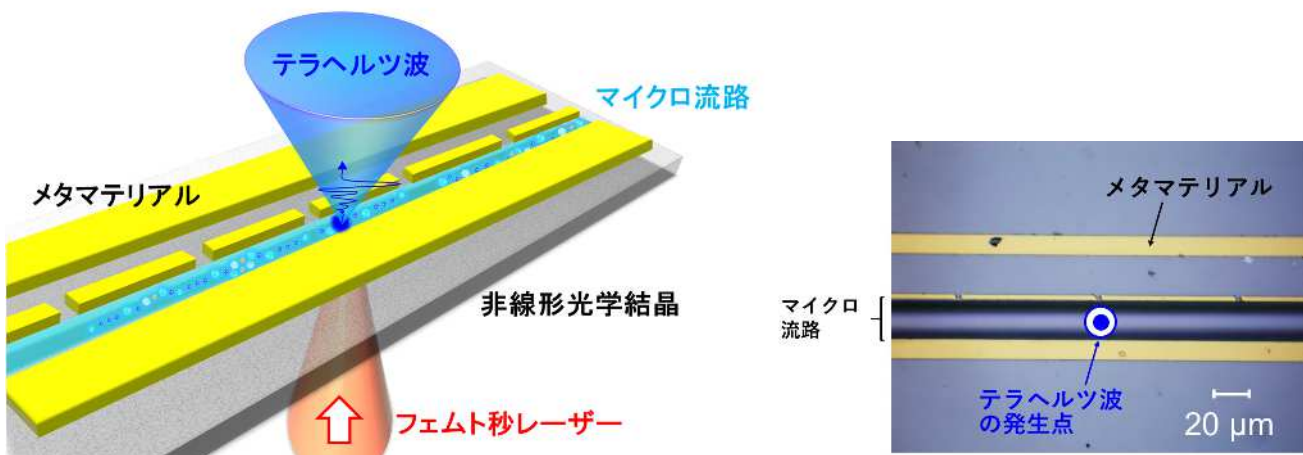 テラヘルツ波
マイクロ流路
メタマテリアル
非線形光学結晶
フェムト秒レーザー
メタマテリアル
マイクロ
流路
テラヘルツ波
の発生点
20 μm